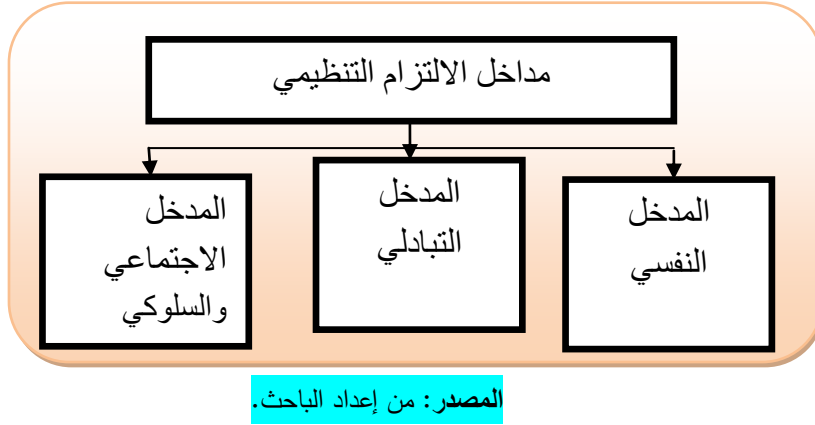 مداخل الالتزام التنظيمي
المدخل
النفسي
المدخل
التبادلي
المدخل
الاجتماعي
والسلوكي
المصدر: من إعداد الباحث.